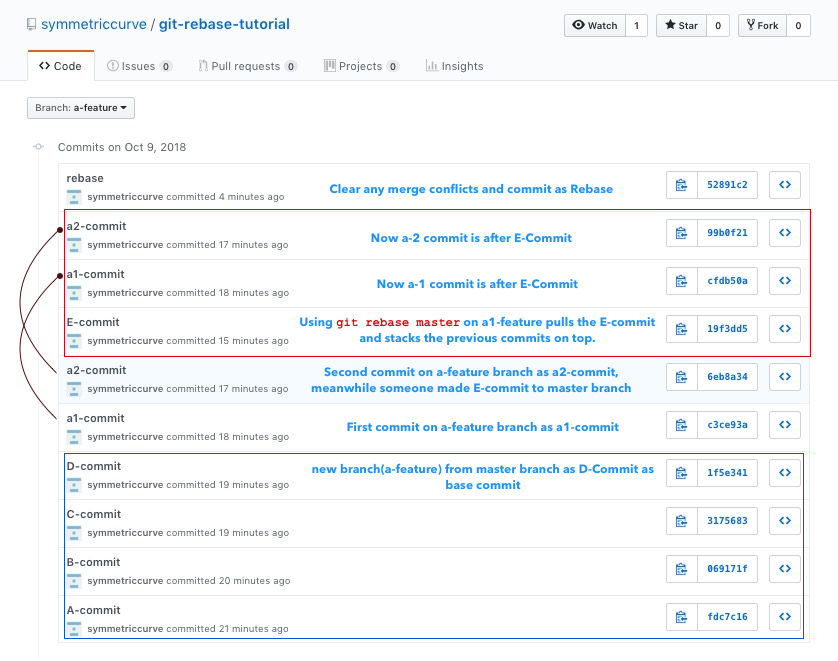 symmetriccurve / git-rebase-tutorial
Watch 1 Star 0 Fork 0
Code Issues 0 Pull requests 0 Projects 0 Insights
Branch: a-feature
Commits on Oct 9, 2018
rebase
symmetriccurve committed 4 minutes ago
Clear any merge conflicts and commit as Rebase
52891c2
a2-commit
symmetriccurve committed 17 minutes ago
Now a-2 commit is after E-Commit
99b0f21
a1-commit
symmetriccurve committed 18 minutes ago
Now a-1 commit is after E-Commit
cfdb50a
E-commit
symmetriccurve committed 15 minutes ago
Using git rebase master on a1-feature pulls the E-commit
and stacks the previous commits on top.
19f3dd5
a2-commit
symmetriccurve committed 17 minutes ago
Second commit on a-feature branch as a2-commit,
meanwhile someone made E-commit to master branch
6eb8a34
a1-commit
symmetriccurve committed 18 minutes ago
First commit on a-feature branch as a1-commit
c3ce93a
D-commit
symmetriccurve committed 19 minutes ago
new branch(a-feature) from master branch as D-Commit as
base commit
1f5e341
C-commit
symmetriccurve committed 19 minutes ago
3175683
B-commit
symmetriccurve committed 20 minutes ago
069171f
A-commit
symmetriccurve committed 21 minutes ago
fdc7c16